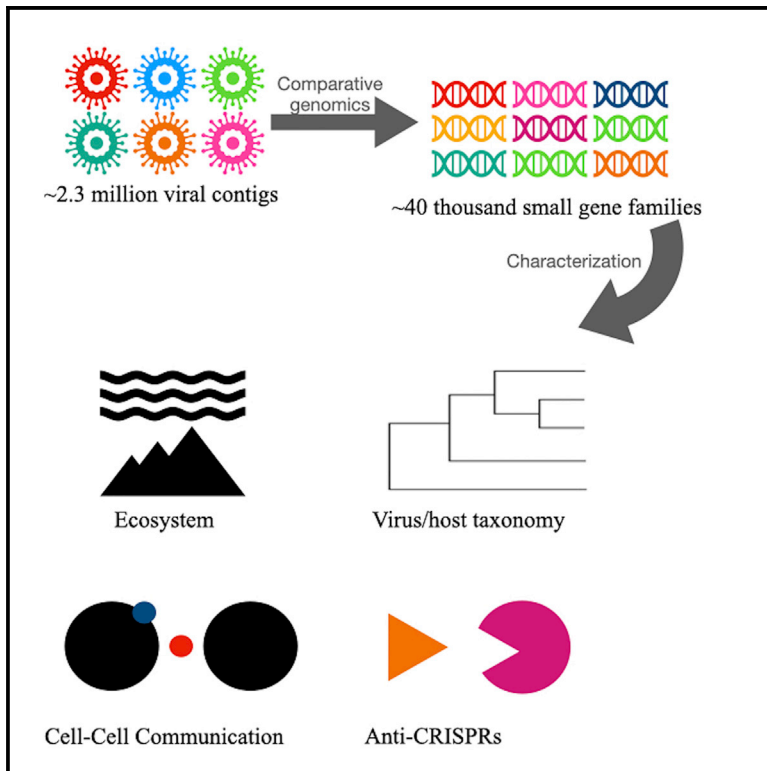 Comparative
genomics
~2.3 million viral contigs
~40 thousand small gene families
Characterization
Ecosystem
Virus/host taxonomy
Cell-Cell Communication
Anti-CRISPRs